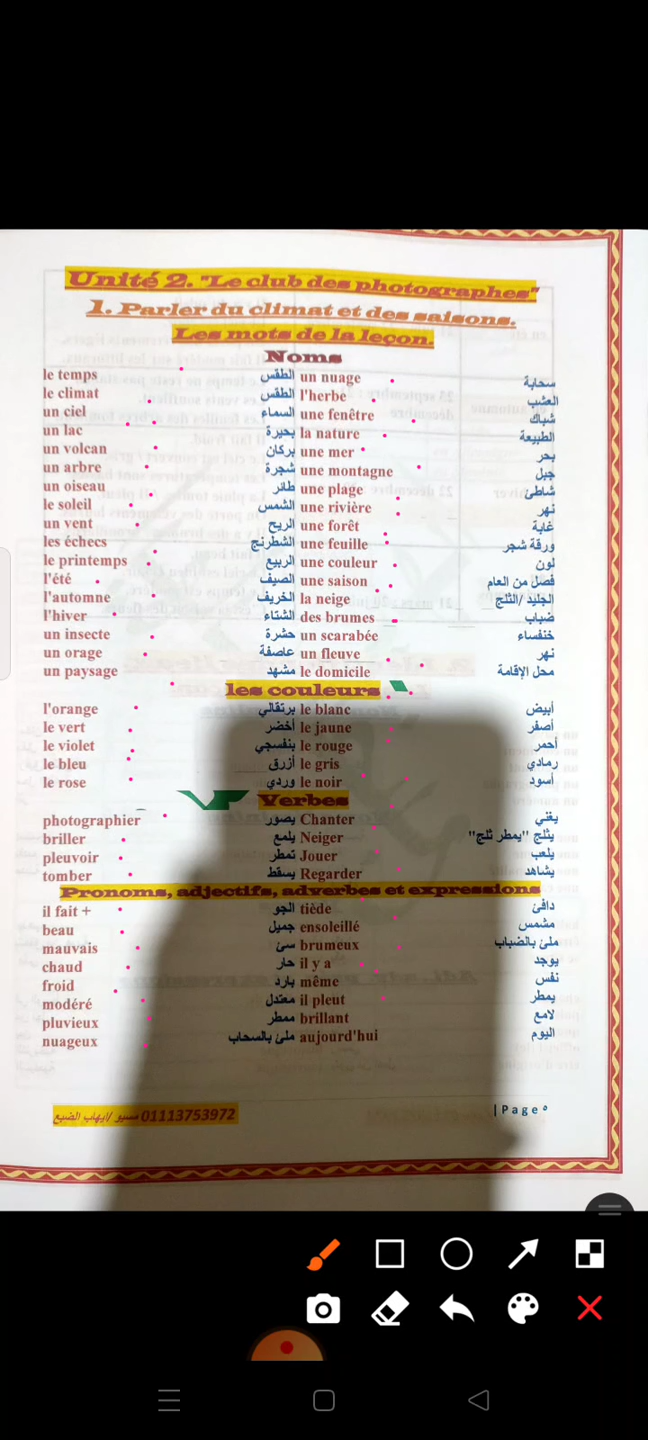 Unité 2. "Le club des photographes"
1. Parler du climat et des saisons.
Les mots de la leçon.
Noms
le temps الطقس un nuage سحابة
le climat الطقس l'herbe العشب
un ciel السماء une fenêtre شباك
un lac بحيرة la nature الطبيعة
un volcan بركان une mer بحر
un arbre شجرة une montagne جبل
un oiseau طائر une plage شاطئ
le soleil الشمس une rivière نهر
un vent الريح une forêt غابة
les échecs الشطرنج une feuille ورقة شجر
le printemps الربيع une couleur لون
l'été الصيف une saison فصل من العام
l'automne الخريف la neige الجليد /الثلج
l'hiver الشتاء des brumes ضباب
un insecte حشرة un scarabée خنفساء
un orage عاصفة un fleuve نهر
un paysage مشهد le domicile محل الإقامة
les couleurs
l'orange برتقالي le blanc أبيض
le vert أخضر le jaune أصفر
le violet بنفسجي le rouge أحمر
le bleu أزرق le gris رمادي
le rose وردي le noir أسود
Verbes
photographier يصور Chanter يغني
briller يلمع Neiger يثلج "يمطر ثلج"
pleuvoir تمطر Jouer يلعب
tomber يسقط Regarder يشاهد
Pronoms, adjectifs, adverbes et expressions
il fait + الجو tiède دافئ
beau جميل ensoleillé مشمس
mauvais سئ brumeux ملئ بالضباب
chaud حار il y a يوجد
froid بارد même نفس
modéré معتدل il pleut يمطر
pluvieux ممطر brillant لامع
nuageux ملئ بالسحاب aujourd'hui اليوم
مسيو /ايهاب الضبع 01113753972
| Page